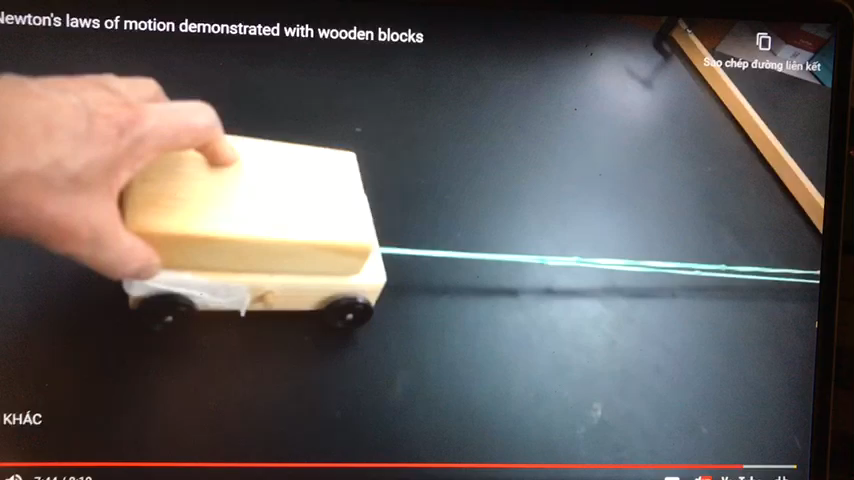 Newton's laws of motion demonstrated with wooden blocks
Sao chép đường liên kết
KHÁC